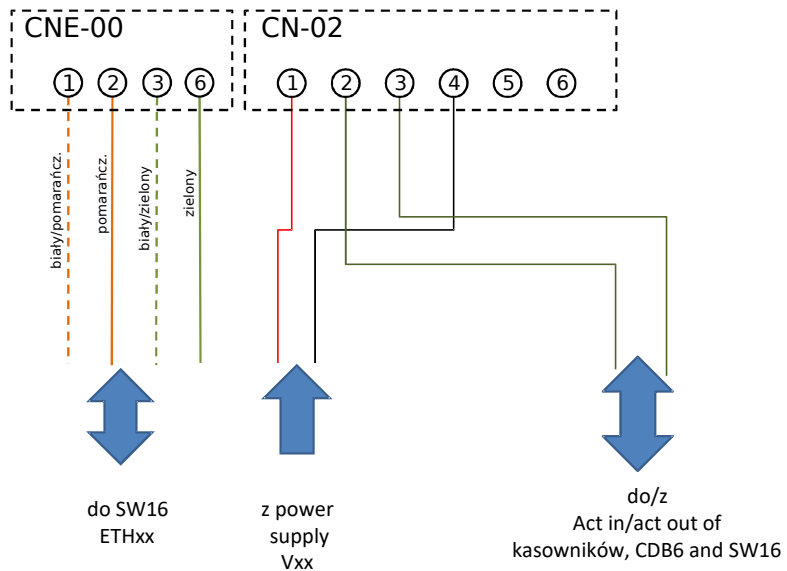 CNE-00
CN-02
1 2 3 6
1 2 3 4 5 6
biały/pomarańcz.
pomarańcz.
biały/zielony
zielony
do SW16
ETHxx
z power
supply
Vxx
do/z
Act in/act out of
kasowników, CDB6 and SW16